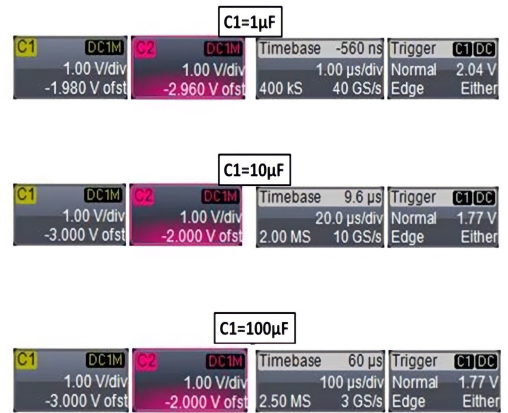 C1=1µF
C1 DC1M C2 DC1M Timebase -560 ns Trigger C1 DC
1.00 V/div 1.00 V/div 1.00 µs/div Normal 2.04 V
-1.980 V ofst -2.960 V ofst 400 kS 40 GS/s Edge Either
C1=10µF
C1 DC1M C2 DC1M Timebase 9.6 µs Trigger C1 DC
1.00 V/div 1.00 V/div 20.0 µs/div Normal 1.77 V
-3.000 V ofst -2.000 V ofst 2.00 MS 10 GS/s Edge Either
C1=100µF
C1 DC1M C2 DC1M Timebase 60 µs Trigger C1 DC
1.00 V/div 1.00 V/div 100 µs/div Normal 1.77 V
-3.000 V ofst -2.000 V ofst 2.50 MS 3 GS/s Edge Either